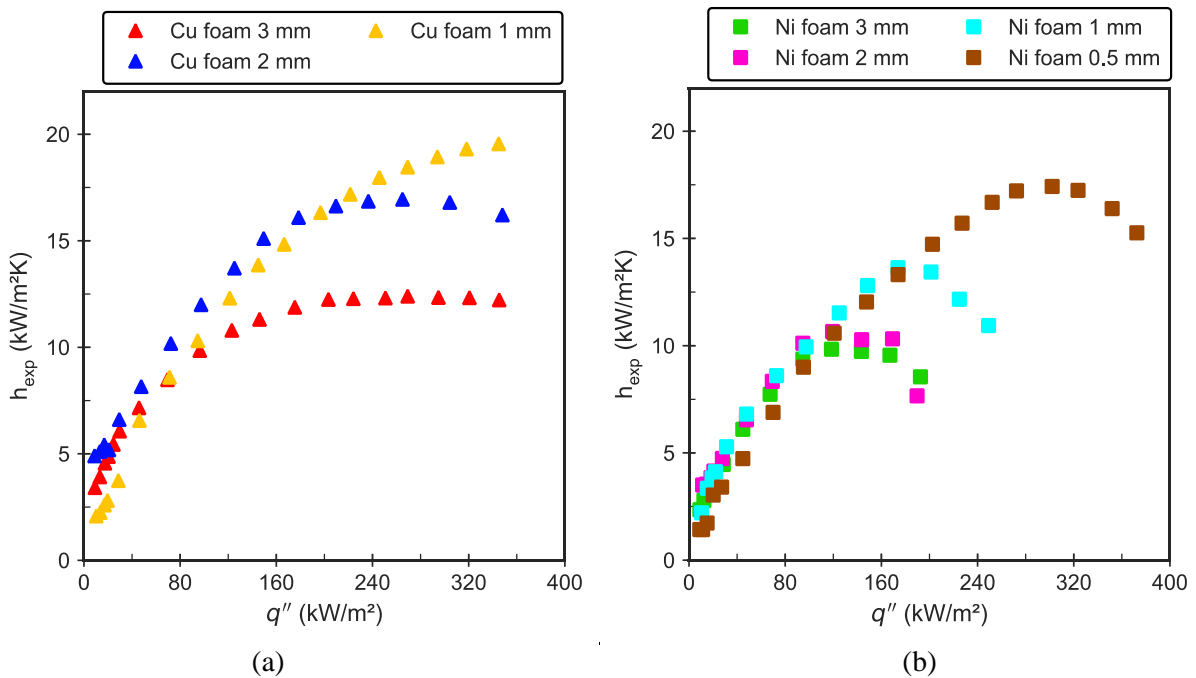 Cu foam 3 mm
Cu foam 1 mm
Cu foam 2 mm
h_exp (kW/m²K)
20
15
10
5
0
0 80 160 240 320 400
q'' (kW/m²)
(a)
Ni foam 3 mm
Ni foam 1 mm
Ni foam 2 mm
Ni foam 0.5 mm
h_exp (kW/m²K)
20
15
10
5
0
0 80 160 240 320 400
q'' (kW/m²)
(b)